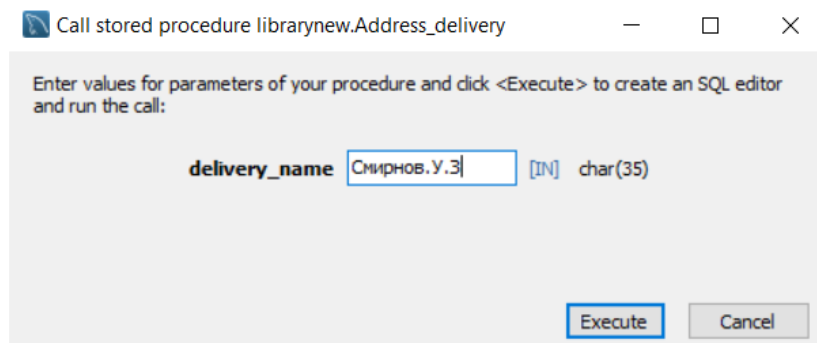 Call stored procedure librarynew.Address_delivery
Enter values for parameters of your procedure and click <Execute> to create an SQL editor
and run the call:
delivery_name Смирнов.У.З [IN] char(35)
Execute Cancel